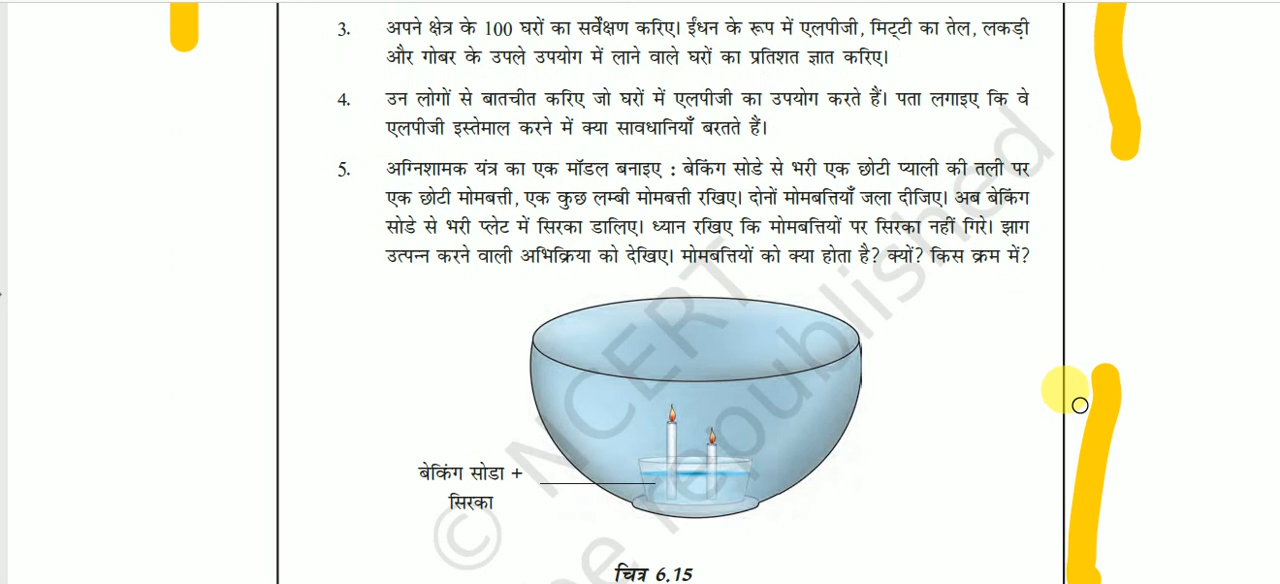 3. अपने क्षेत्र के 100 घरों का सर्वेक्षण करिए। ईंधन के रूप में एलपीजी, मिट्टी का तेल, लकड़ी
और गोबर के उपले उपयोग में लाने वाले घरों का प्रतिशत ज्ञात करिए।
4. उन लोगों से बातचीत करिए जो घरों में एलपीजी का उपयोग करते हैं। पता लगाइए कि वे
एलपीजी इस्तेमाल करने में क्या सावधानियाँ बरतते हैं।
5. अग्निशामक यंत्र का एक मॉडल बनाइए : बेकिंग सोडे से भरी एक छोटी प्याली की तली पर
एक छोटी मोमबत्ती, एक कुछ लम्बी मोमबत्ती रखिए। दोनों मोमबत्तियाँ जला दीजिए। अब बेकिंग
सोडे से भरी प्लेट में सिरका डालिए। ध्यान रखिए कि मोमबत्तियों पर सिरका नहीं गिरे। झाग
उत्पन्न करने वाली अभिक्रिया को देखिए। मोमबत्तियों को क्या होता है? क्यों? किस क्रम में?
बेकिंग सोडा +
सिरका
चित्र 6.15
© NCERT
be republished